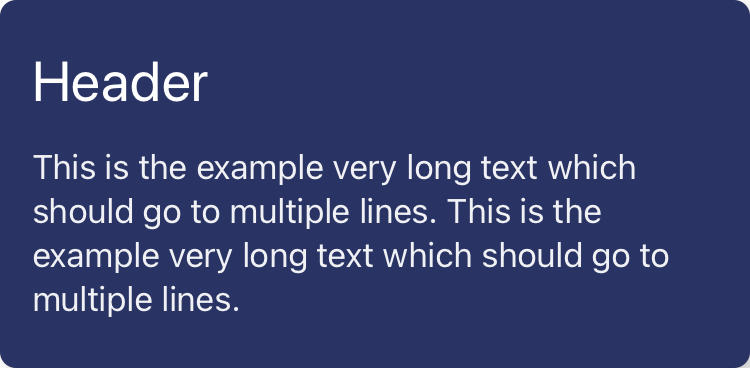 Header
This is the example very long text which
should go to multiple lines. This is the
example very long text which should go to
multiple lines.